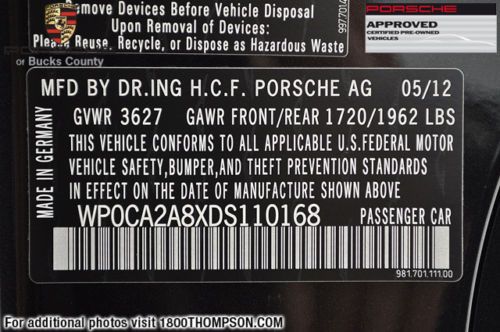 Remove Devices Before Vehicle Disposal
Upon Removal of Devices:
Please Reuse, Recycle, or Dispose as Hazardous Waste
PORSCHE
APPROVED
CERTIFIED PRE-OWNED
VEHICLES
PORSCHE
OF Bucks County
MFD BY DR.ING H.C.F. PORSCHE AG 05/12
GVWR 3627 GAWR FRONT/REAR 1720/1962 LBS
THIS VEHICLE CONFORMS TO ALL APPLICABLE U.S.FEDERAL MOTOR
VEHICLE SAFETY,BUMPER,AND THEFT PREVENTION STANDARDS
IN EFFECT ON THE DATE OF MANUFACTURE SHOWN ABOVE.
WP0CA2A8XDS110168 PASSENGER CAR
MADE IN GERMANY
981.701.111.00
For additional photos visit 1800THOMPSON.com